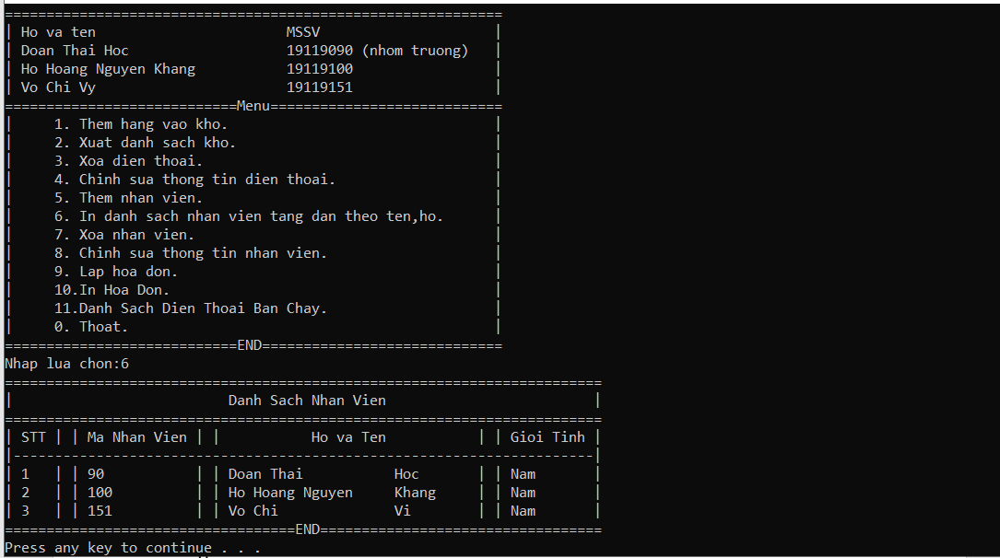 ============================================================
| Ho va ten                       MSSV                     |
| Doan Thai Hoc                   19119090 (nhom truong)   |
| Ho Hoang Nguyen Khang           19119100                 |
| Vo Chi Vy                       19119151                 |
============================Menu============================
|     1. Them hang vao kho.                                |
|     2. Xuat danh sach kho.                               |
|     3. Xoa dien thoai.                                   |
|     4. Chinh sua thong tin dien thoai.                   |
|     5. Them nhan vien.                                   |
|     6. In danh sach nhan vien tang dan theo ten,ho.      |
|     7. Xoa nhan vien.                                    |
|     8. Chinh sua thong tin nhan vien.                    |
|     9. Lap hoa don.                                      |
|     10.In Hoa Don.                                       |
|     11.Danh Sach Dien Thoai Ban Chay.                    |
|     0. Thoat.                                            |
============================END=============================
Nhap lua chon:6
========================================================================
|                          Danh Sach Nhan Vien                         |
========================================================================
| STT | | Ma Nhan Vien | |           Ho va Ten           | | Gioi Tinh |
|----------------------------------------------------------------------|
| 1   | | 90           | | Doan Thai           Hoc       | | Nam       |
| 2   | | 100          | | Ho Hoang Nguyen     Khang     | | Nam       |
| 3   | | 151          | | Vo Chi              Vi        | | Nam       |
===================================END==================================
Press any key to continue . . .